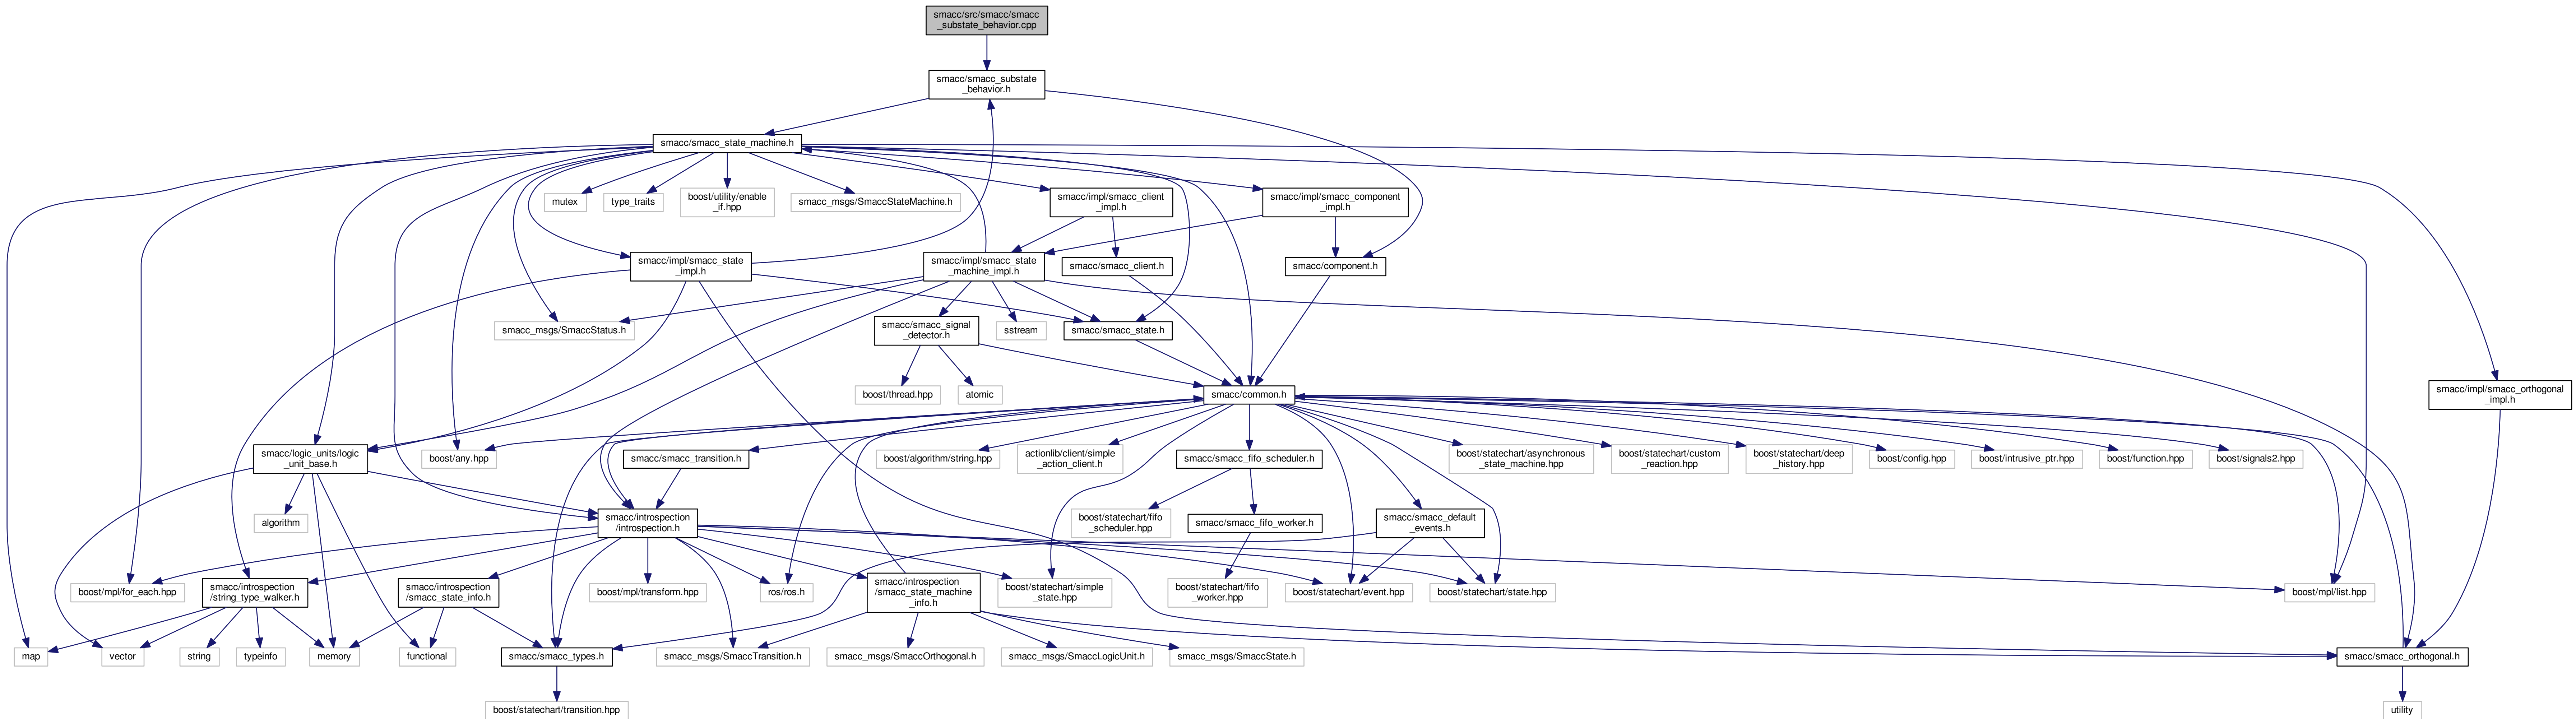 smacc/src/smacc/smacc
_substate_behavior.cpp
smacc/smacc_substate
_behavior.h
smacc/smacc_state_machine.h
mutex
type_traits
boost/utility/enable
_if.hpp
smacc_msgs/SmaccStateMachine.h
smacc/impl/smacc_client
_impl.h
smacc/impl/smacc_component
_impl.h
smacc/impl/smacc_state
_impl.h
smacc/impl/smacc_state
_machine_impl.h
smacc/smacc_client.h
smacc/component.h
smacc_msgs/SmaccStatus.h
smacc/smacc_signal
_detector.h
sstream
smacc/smacc_state.h
boost/thread.hpp
atomic
smacc/common.h
smacc/impl/smacc_orthogonal
_impl.h
smacc/logic_units/logic
_unit_base.h
boost/any.hpp
smacc/smacc_transition.h
boost/algorithm/string.hpp
actionlib/client/simple
_action_client.h
smacc/smacc_fifo_scheduler.h
boost/statechart/asynchronous
_state_machine.hpp
boost/statechart/custom
_reaction.hpp
boost/statechart/deep
_history.hpp
boost/config.hpp
boost/intrusive_ptr.hpp
boost/function.hpp
boost/signals2.hpp
algorithm
smacc/introspection
/introspection.h
boost/statechart/fifo
_scheduler.hpp
smacc/smacc_fifo_worker.h
smacc/smacc_default
_events.h
boost/mpl/for_each.hpp
smacc/introspection
/string_type_walker.h
smacc/introspection
/smacc_state_info.h
boost/mpl/transform.hpp
ros/ros.h
smacc/introspection
/smacc_state_machine
_info.h
boost/statechart/simple
_state.hpp
boost/statechart/fifo
_worker.hpp
boost/statechart/event.hpp
boost/statechart/state.hpp
boost/mpl/list.hpp
map
vector
string
typeinfo
memory
functional
smacc/smacc_types.h
smacc_msgs/SmaccTransition.h
smacc_msgs/SmaccOrthogonal.h
smacc_msgs/SmaccLogicUnit.h
smacc_msgs/SmaccState.h
smacc/smacc_orthogonal.h
boost/statechart/transition.hpp
utility